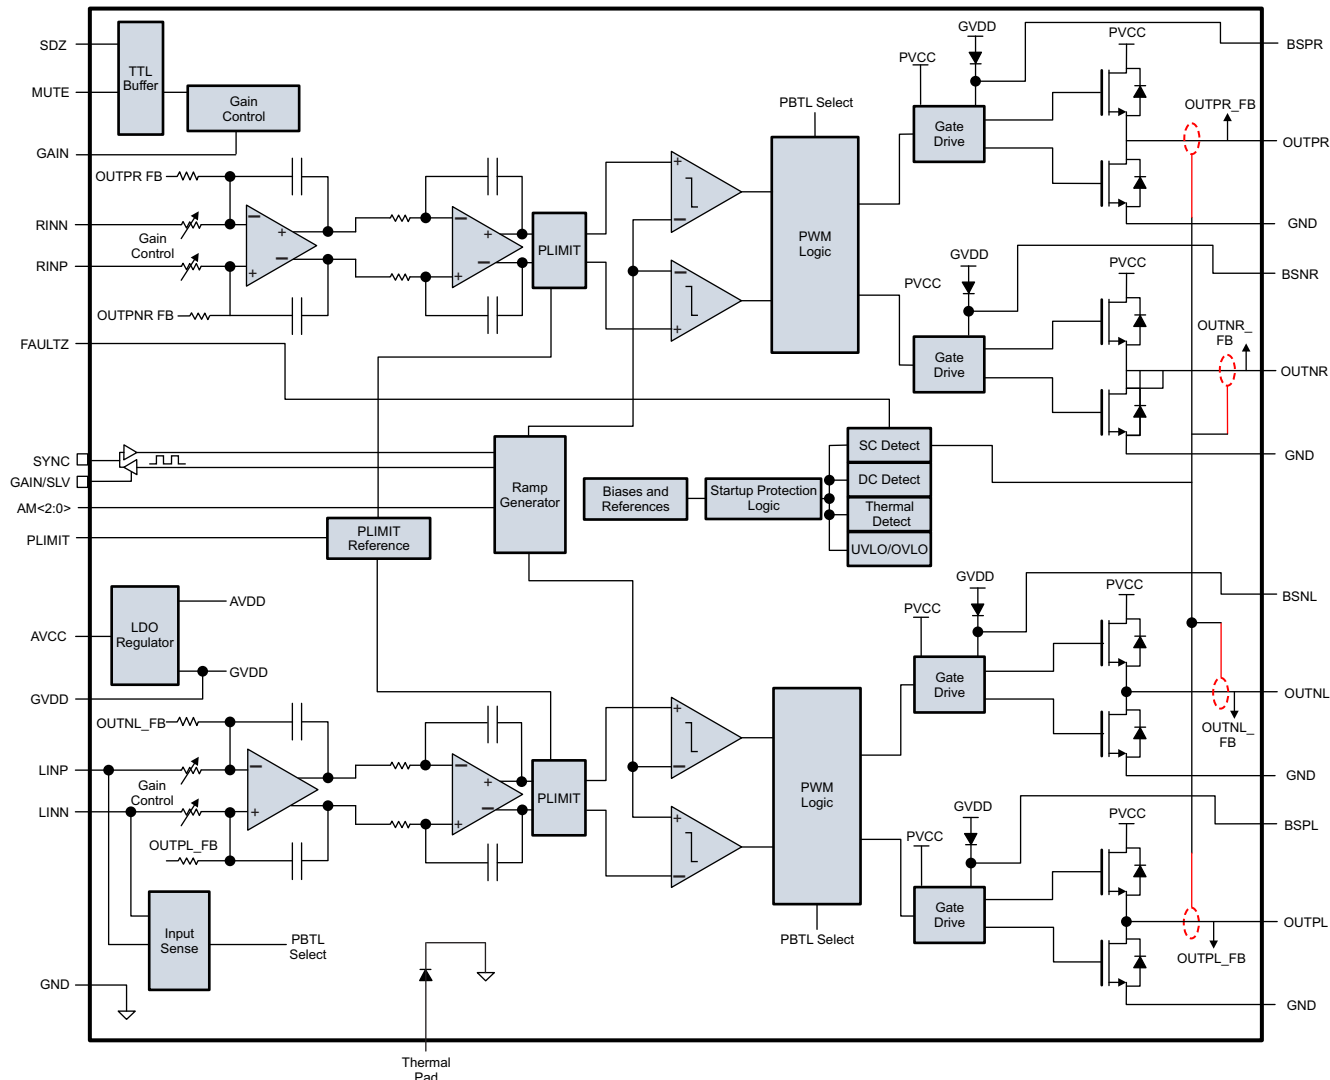 SDZ
TTL
Buffer
MUTE
Gain
Control
GAIN
OUTPR FB
RINN
Gain
Control
RINP
OUTPNR FB
FAULTZ
PLIMIT
PBTL Select
PWM
Logic
GVDD
PVCC
Gate
Drive
PVCC
BSPR
OUTPR_FB
OUTPR
GND
GVDD
PVCC
Gate
Drive
PVCC
BSNR
OUTNR_
FB
OUTNR
GND
SYNC
GAIN/SLV
AM<2:0>
PLIMIT
PLIMIT
Reference
Ramp
Generator
Biases and
References
Startup Protection
Logic
SC Detect
DC Detect
Thermal
Detect
UVLO/OVLO
AVCC
LDO
Regulator
AVDD
GVDD
GVDD
OUTNL_FB
LINP
Gain
Control
LINN
OUTPL_FB
PLIMIT
PWM
Logic
PBTL Select
GVDD
PVCC
Gate
Drive
PVCC
BSNL
OUTNL
OUTNL_
FB
GND
GVDD
PVCC
Gate
Drive
PVCC
BSPL
OUTPL
OUTPL_FB
GND
Input
Sense
PBTL
Select
GND
Thermal
Pad